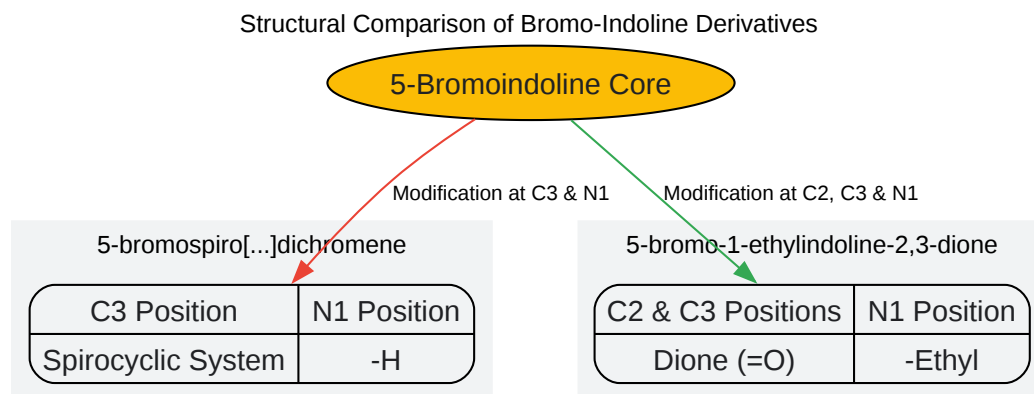 Structural Comparison of Bromo-Indoline Derivatives
5-Bromoindoline Core
Modification at C3 & N1
Modification at C2, C3 & N1
5-bromospiro[...]dichromene
5-bromo-1-ethylindoline-2,3-dione
C3 Position
N1 Position
Spirocyclic System
-H
C2 & C3 Positions
N1 Position
Dione (=O)
-Ethyl